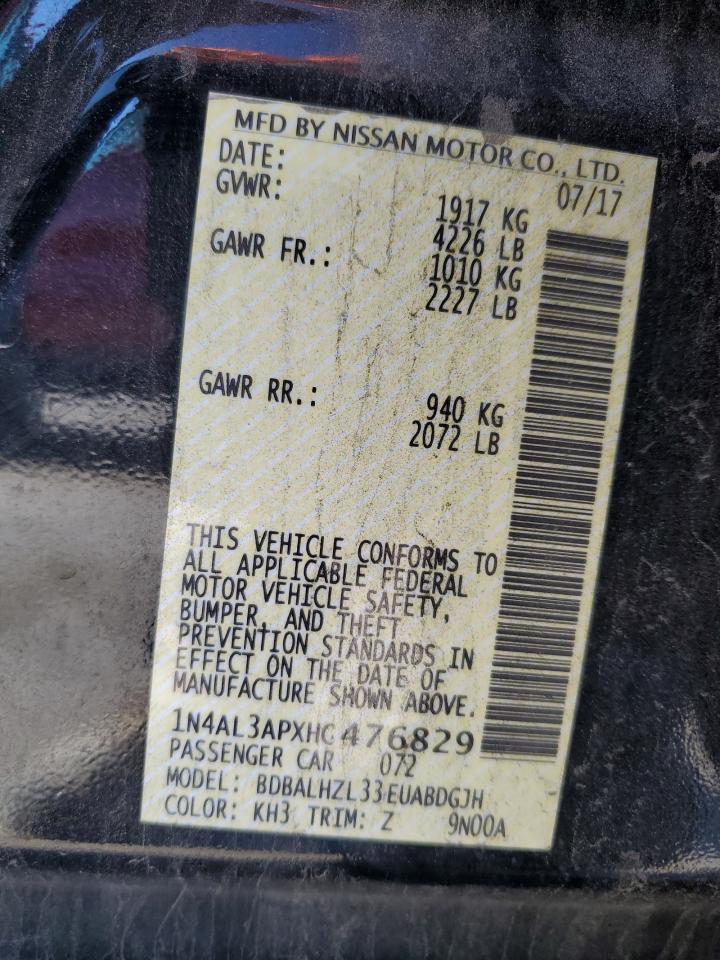 MFD BY NISSAN MOTOR CO., LTD.
DATE: 07/17
GVWR: 1917 KG
4226 LB
GAWR FR.: 1010 KG
2227 LB
GAWR RR.: 940 KG
2072 LB
THIS VEHICLE CONFORMS TO
ALL APPLICABLE FEDERAL
MOTOR VEHICLE SAFETY,
BUMPER, AND THEFT
PREVENTION STANDARDS IN
EFFECT ON THE DATE OF
MANUFACTURE SHOWN ABOVE.
1N4AL3APXHC476829
PASSENGER CAR 072
MODEL: BDBALHZL33EUABDGJH
COLOR: KH3 TRIM: Z 9N00A